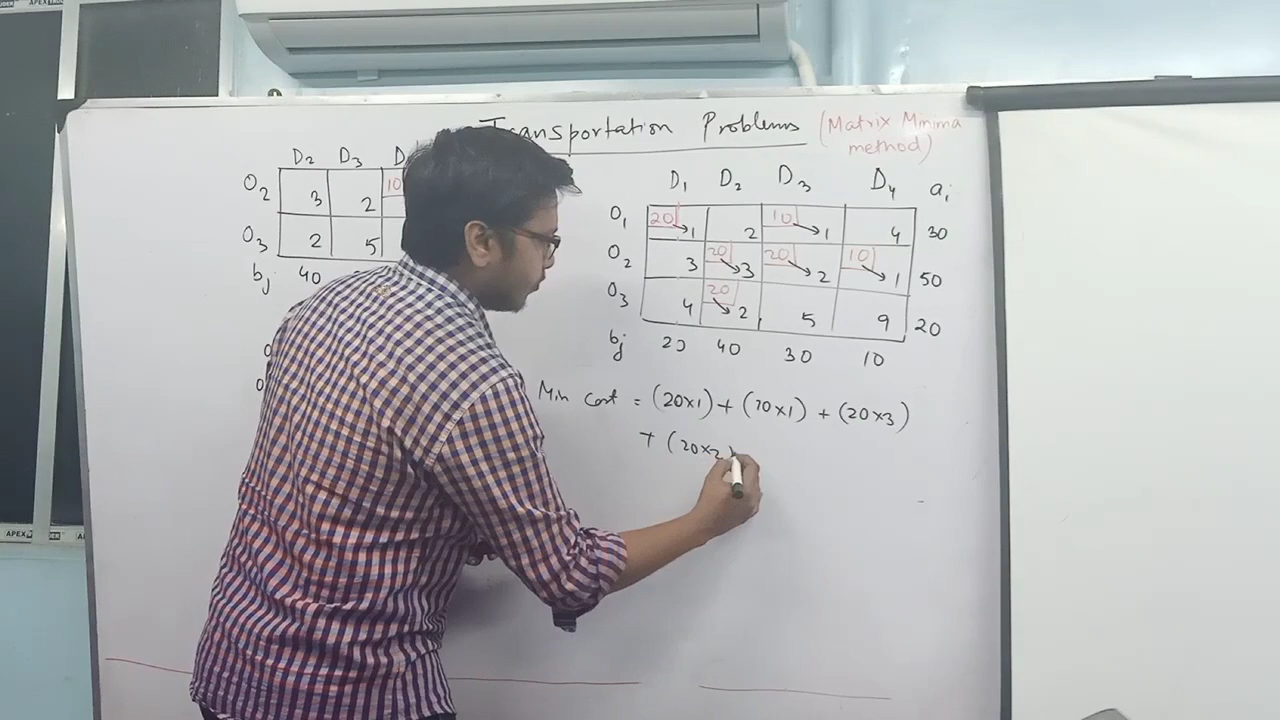 APEX
Transportation Problems (Matrix Minima
method)
D2 D3 D
O2 3 2 10
O3 2 5
bj 40
D1 D2 D3 D4 ai
O1 20 1 2 10 1 4 30
O2 3 20 3 20 2 10 1 50
O3 4 20 2 5 9 20
bj 20 40 30 10
Min Cost = (20×1) + (10×1) + (20×3)
+ (20×2)
APEX